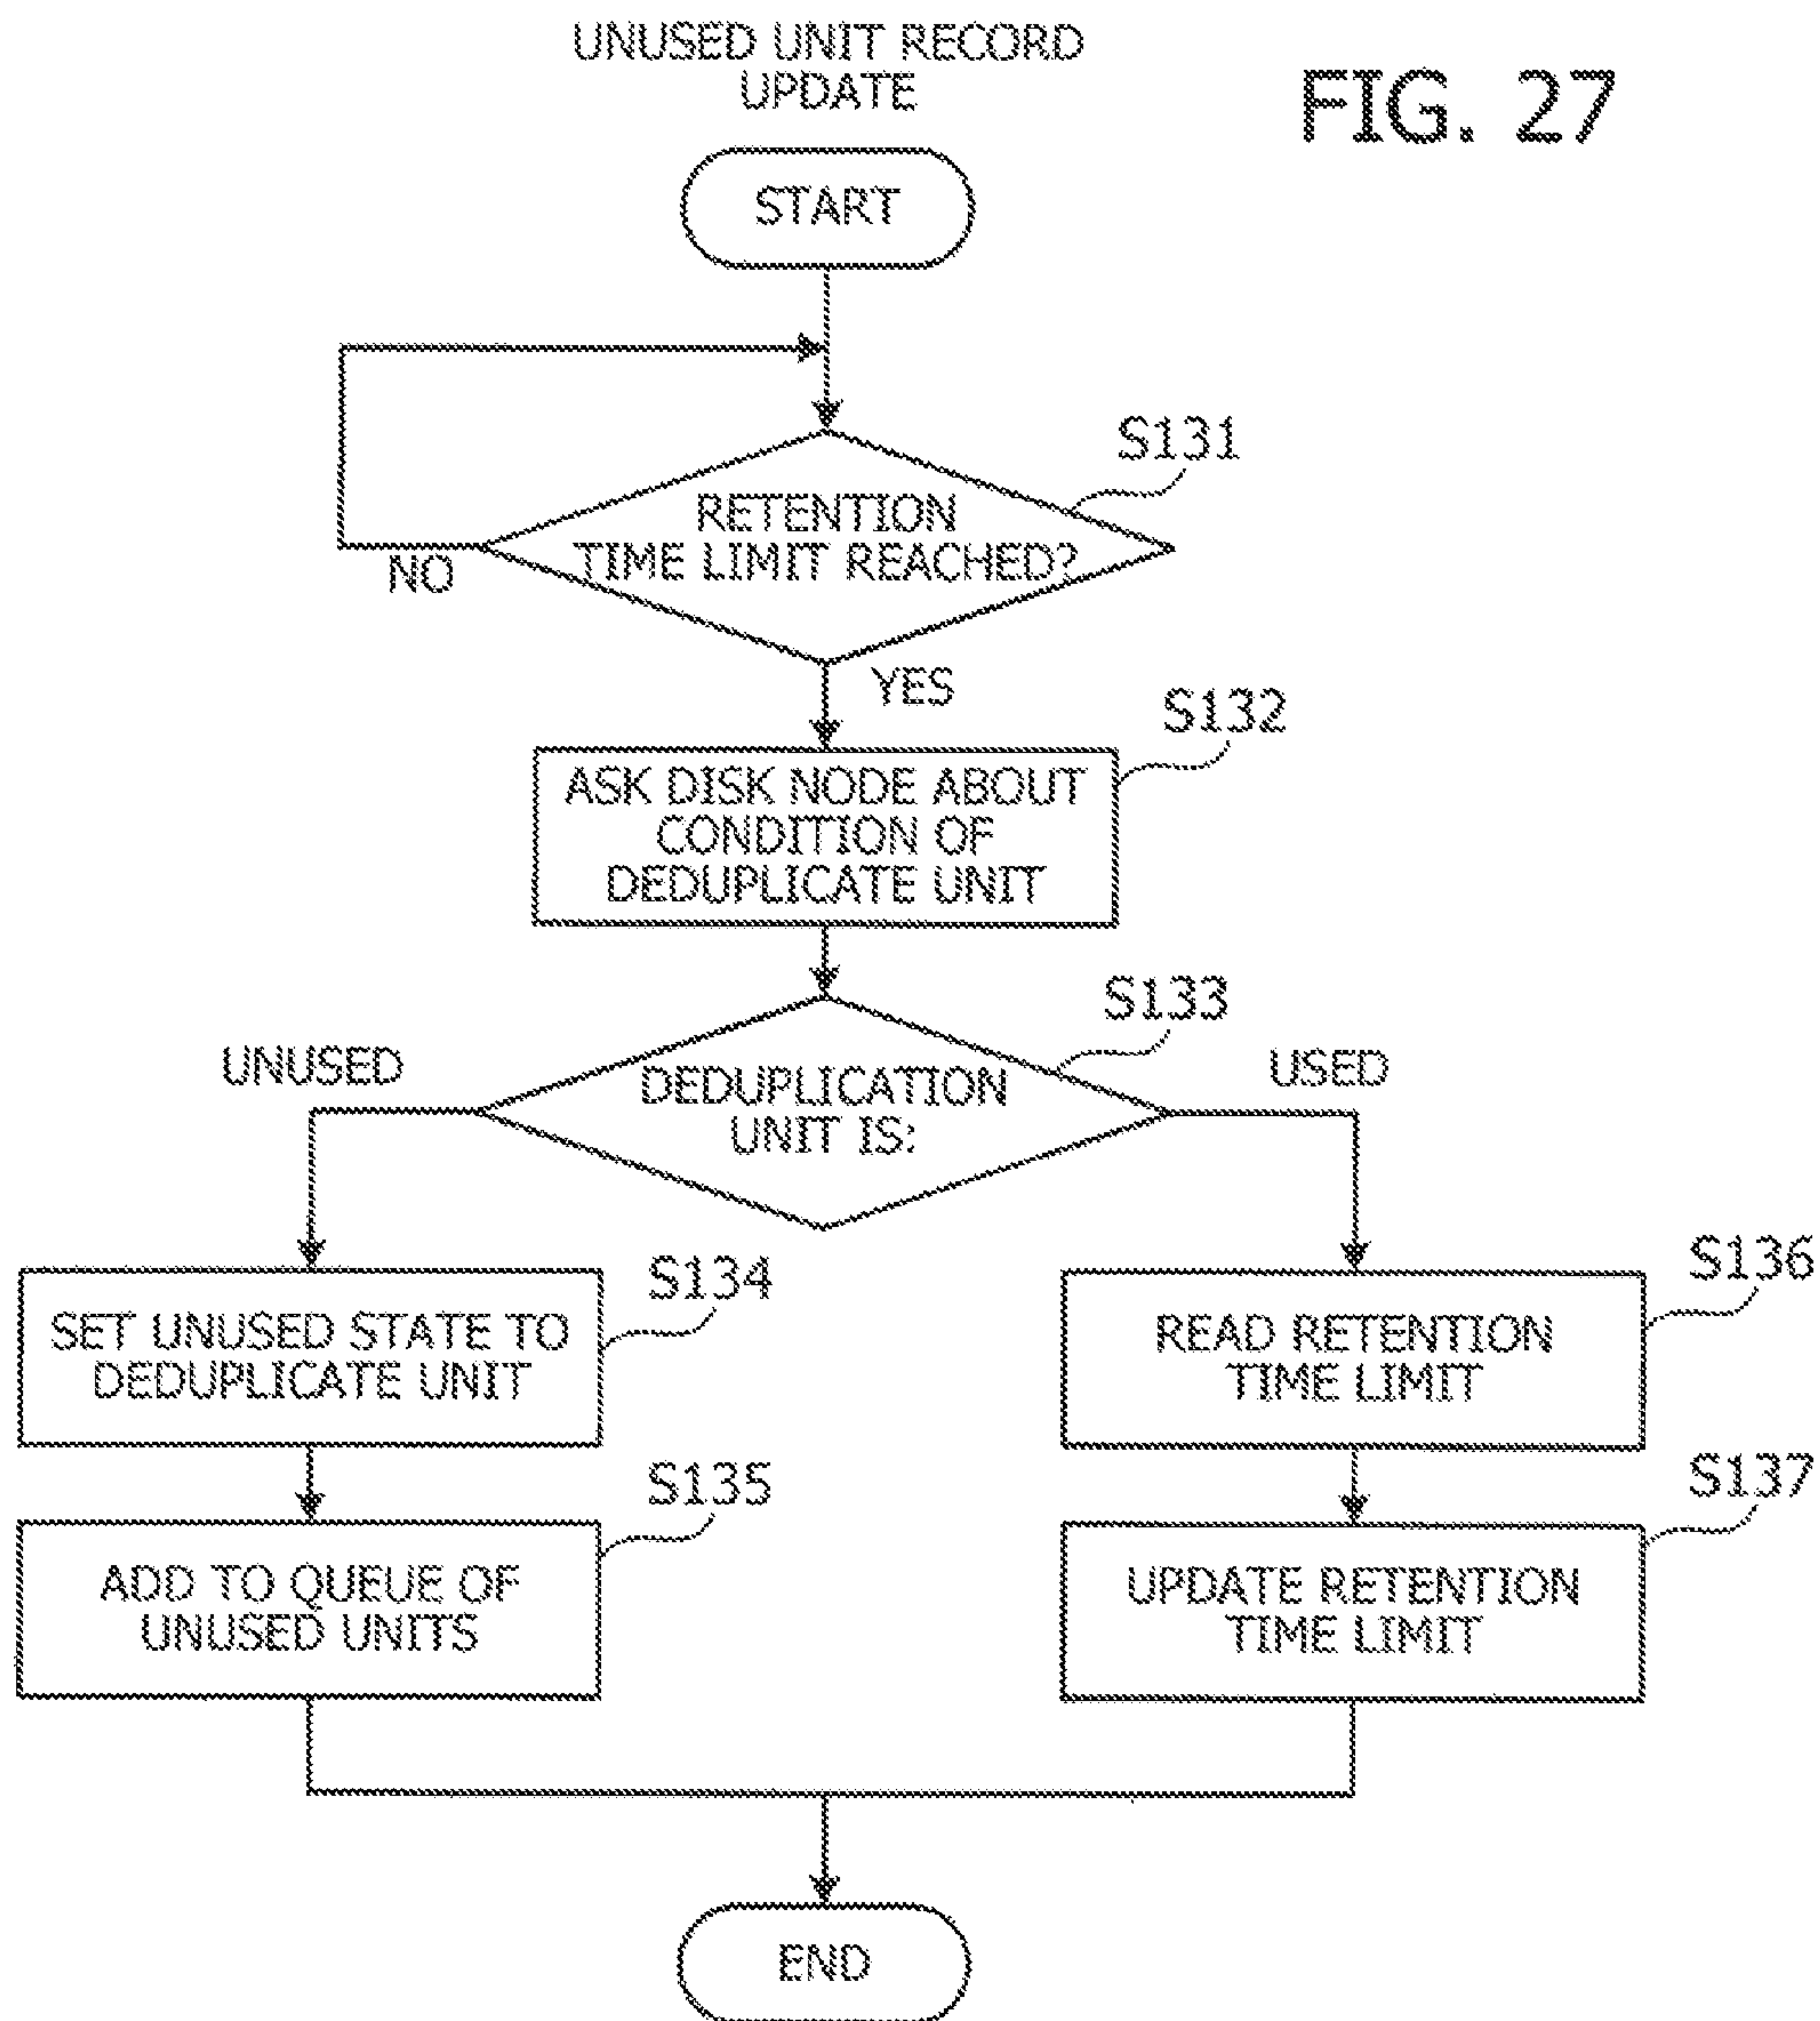 UNUSED UNIT RECORD
UPDATE
FIG. 27
START
S131
RETENTION
TIME LIMIT REACHED?
NO
YES
S132
ASK DISK NODE ABOUT
CONDITION OF
DEDUPLICATE UNIT
S133
UNUSED
USED
DEDUPLICATION
UNIT IS:
S134
SET UNUSED STATE TO
DEDUPLICATE UNIT
S136
READ RETENTION
TIME LIMIT
S135
ADD TO QUEUE OF
UNUSED UNITS
S137
UPDATE RETENTION
TIME LIMIT
END